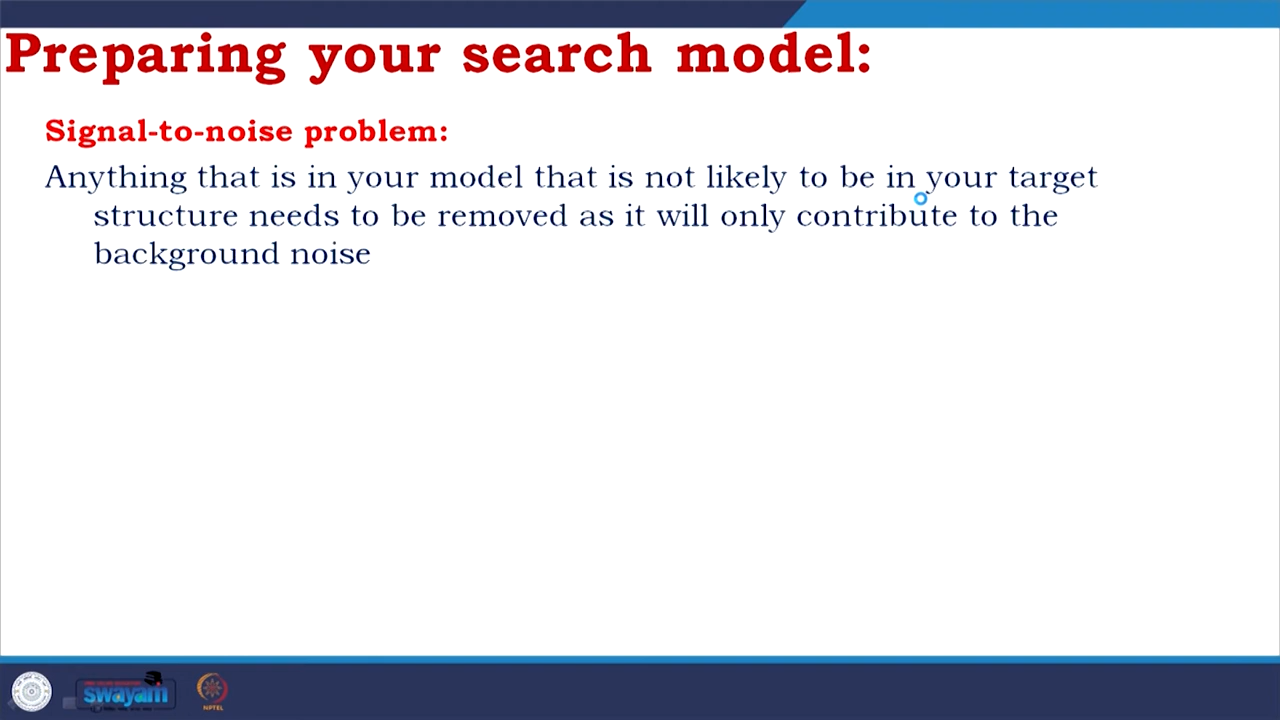 Preparing your search model:
Signal-to-noise problem:
Anything that is in your model that is not likely to be in your target
structure needs to be removed as it will only contribute to the
background noise
swayam
NPTEL